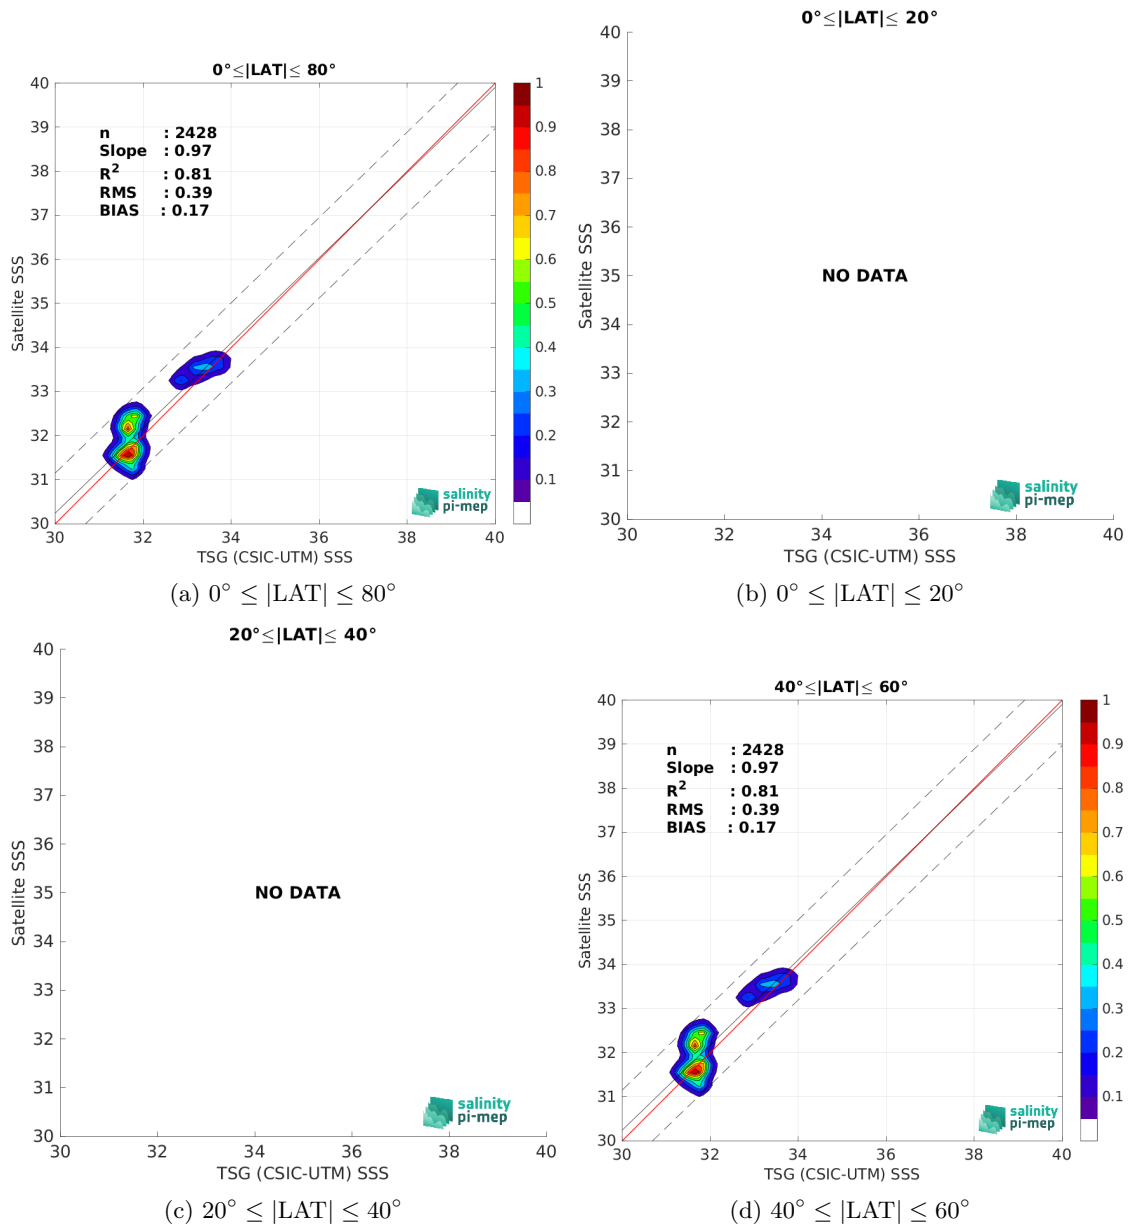 0°≤|LAT|≤ 80°
40
39
38
37
36
35
34
33
32
31
30
Satellite SSS
n : 2428
Slope : 0.97
R² : 0.81
RMS : 0.39
BIAS : 0.17
salinity
pi-mep
30 32 34 36 38 40
TSG (CSIC-UTM) SSS
1
0.9
0.8
0.7
0.6
0.5
0.4
0.3
0.2
0.1
(a) 0° ≤ |LAT| ≤ 80°
0°≤|LAT|≤ 20°
40
39
38
37
36
35
34
33
32
31
30
Satellite SSS
NO DATA
salinity
pi-mep
30 32 34 36 38 40
TSG (CSIC-UTM) SSS
(b) 0° ≤ |LAT| ≤ 20°
20°≤|LAT|≤ 40°
40
39
38
37
36
35
34
33
32
31
30
Satellite SSS
NO DATA
salinity
pi-mep
30 32 34 36 38 40
TSG (CSIC-UTM) SSS
(c) 20° ≤ |LAT| ≤ 40°
40°≤|LAT|≤ 60°
40
39
38
37
36
35
34
33
32
31
30
Satellite SSS
n : 2428
Slope : 0.97
R² : 0.81
RMS : 0.39
BIAS : 0.17
salinity
pi-mep
30 32 34 36 38 40
TSG (CSIC-UTM) SSS
1
0.9
0.8
0.7
0.6
0.5
0.4
0.3
0.2
0.1
(d) 40° ≤ |LAT| ≤ 60°